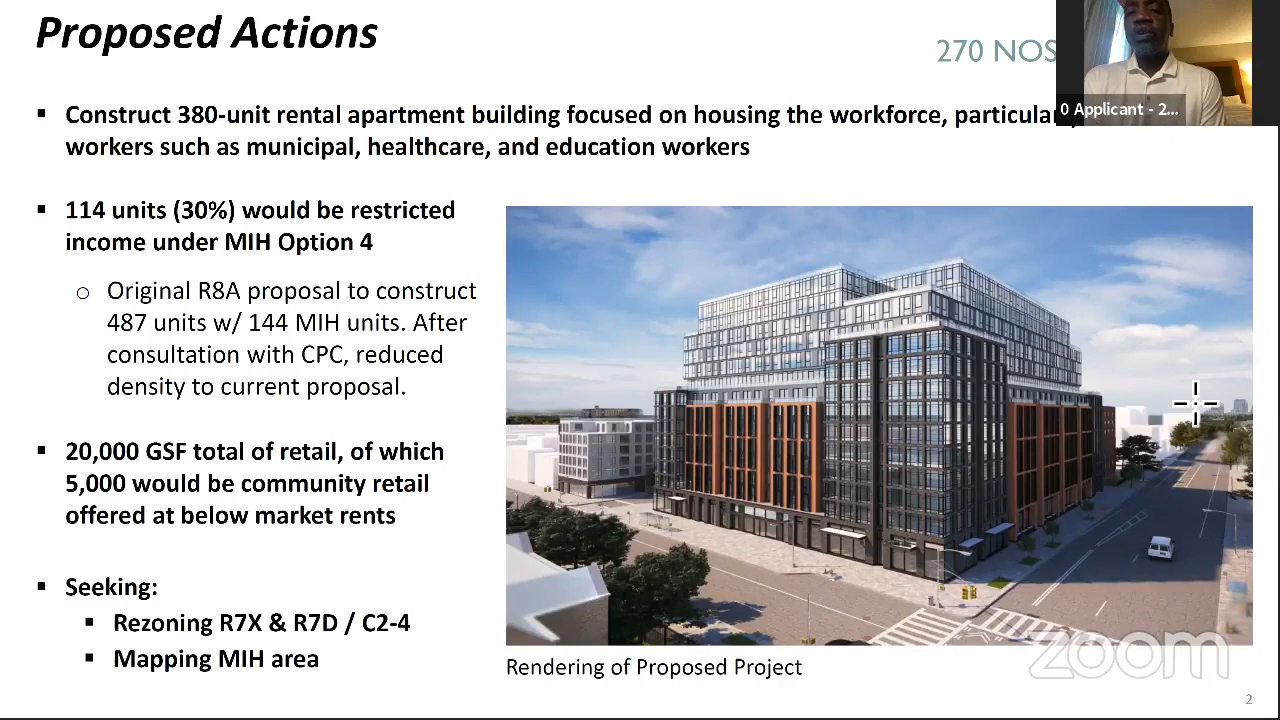 Proposed Actions
270 NOS
0 Applicant - 2...
▪ Construct 380-unit rental apartment building focused on housing the workforce, particular
workers such as municipal, healthcare, and education workers
▪ 114 units (30%) would be restricted
income under MIH Option 4
○ Original R8A proposal to construct
487 units w/ 144 MIH units. After
consultation with CPC, reduced
density to current proposal.
▪ 20,000 GSF total of retail, of which
5,000 would be community retail
offered at below market rents
▪ Seeking:
▪ Rezoning R7X & R7D / C2-4
▪ Mapping MIH area
Rendering of Proposed Project
zoom
2